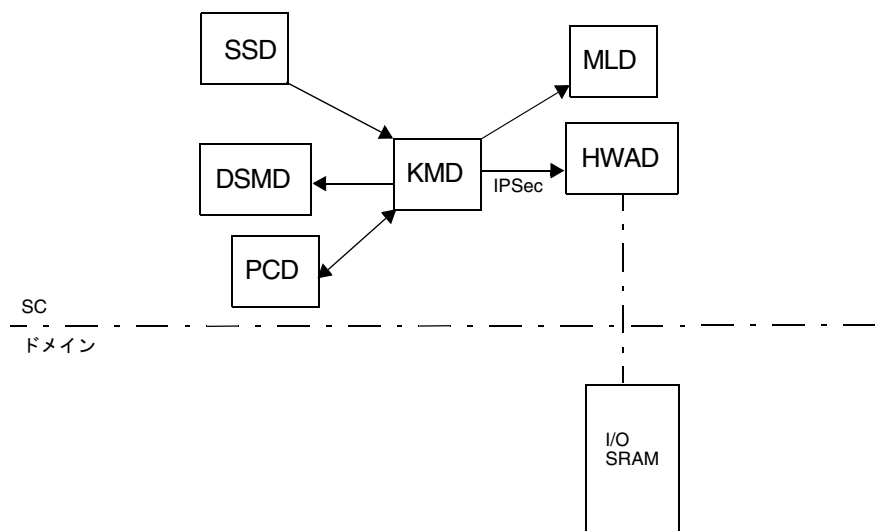 SSD
MLD
DSMD
KMD
IPSec
HWAD
PCD
SC
ドメイン
I/O
SRAM